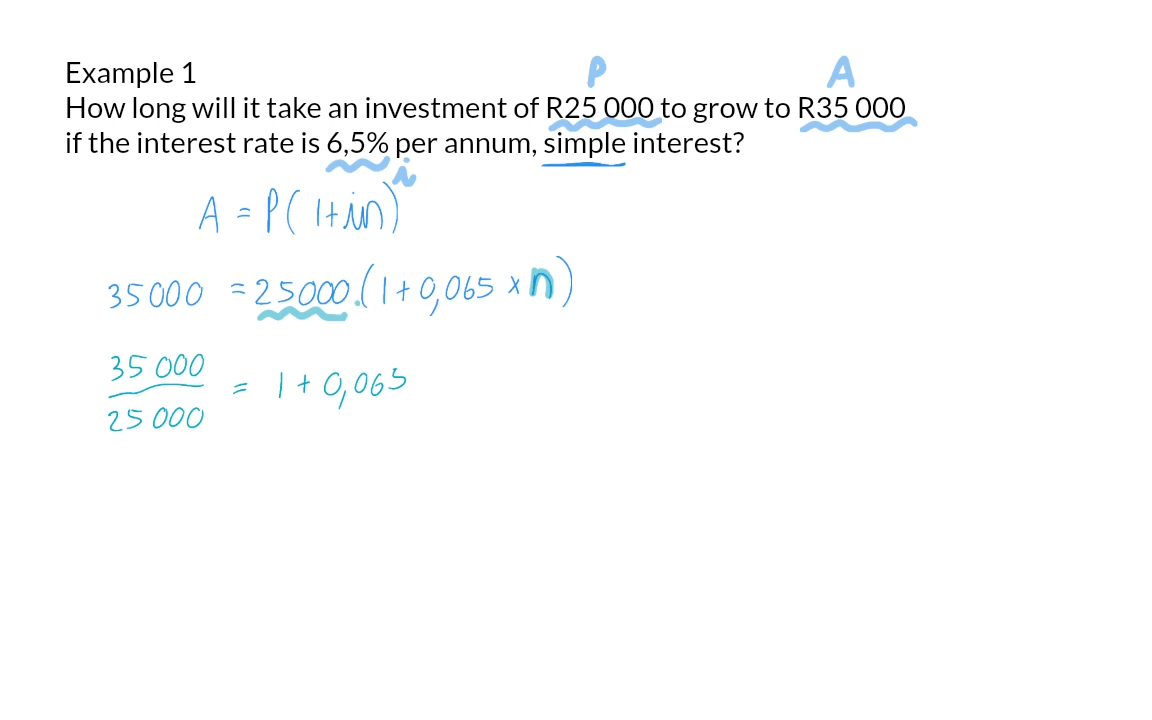 Example 1
P A
How long will it take an investment of R25 000 to grow to R35 000
if the interest rate is 6,5% per annum, simple interest?
i
A = P(1+in)
35000 = 25000.(1+0,065 × n)
35 000
= 1 + 0,065
25 000